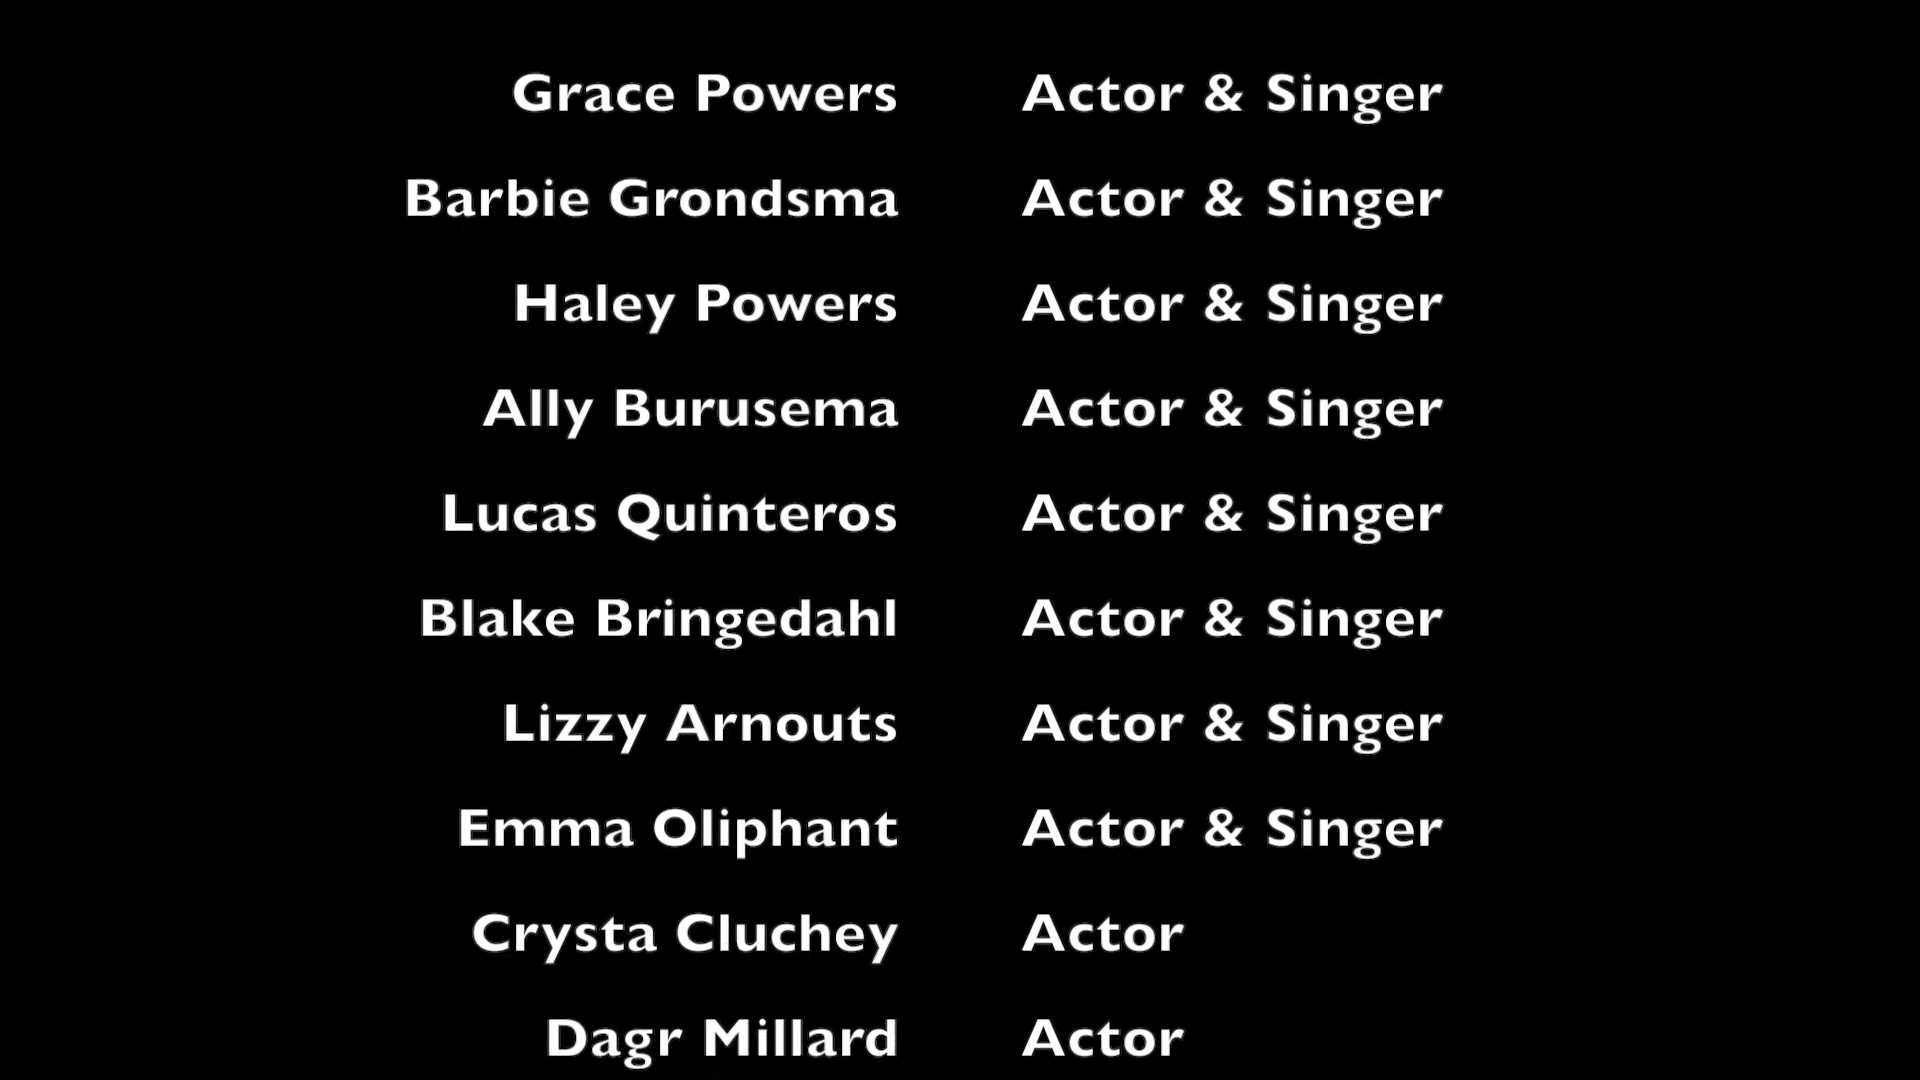 Grace Powers Actor & Singer
Barbie Grondsma Actor & Singer
Haley Powers Actor & Singer
Ally Burusema Actor & Singer
Lucas Quinteros Actor & Singer
Blake Bringedahl Actor & Singer
Lizzy Arnouts Actor & Singer
Emma Oliphant Actor & Singer
Crysta Cluchey Actor
Dagr Millard Actor